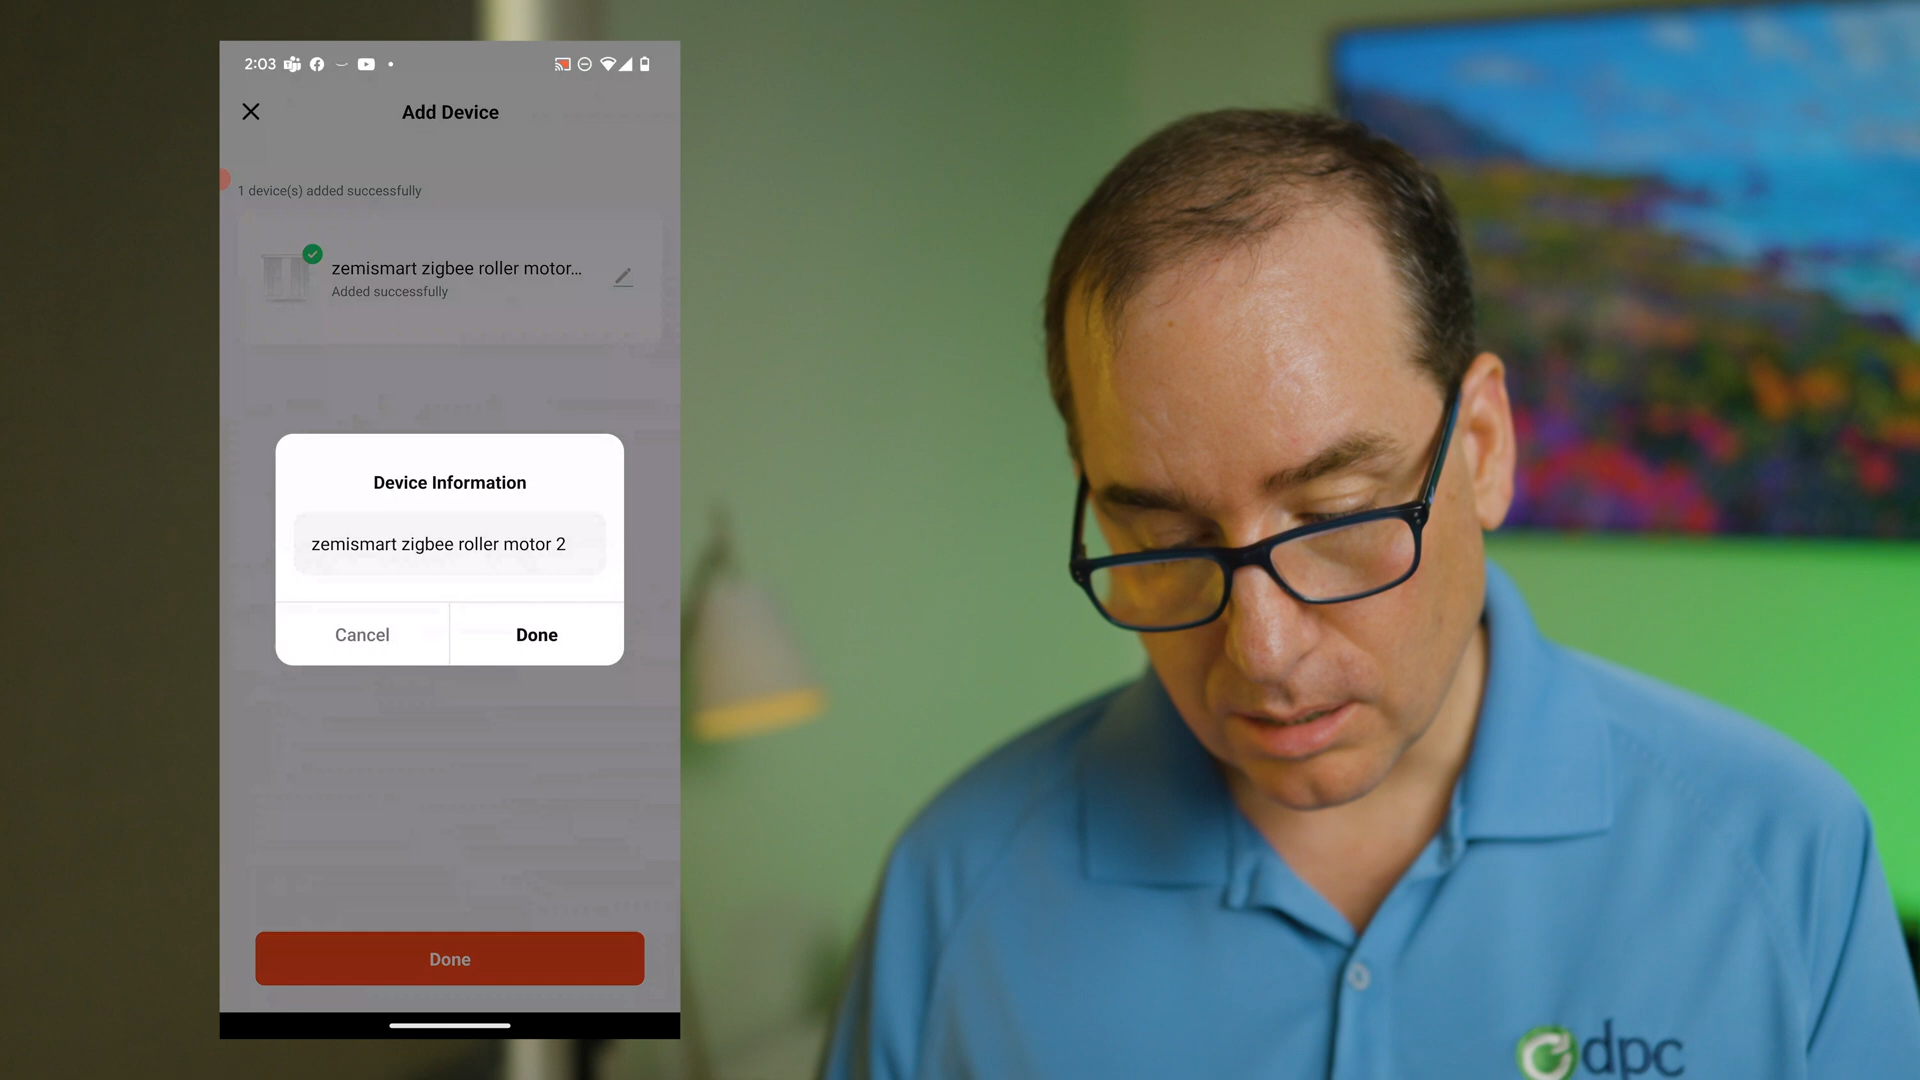 2:03
Add Device
1 device(s) added successfully
zemismart zigbee roller motor...
Added successfully
Device Information
zemismart zigbee roller motor 2
Cancel
Done
Done
dpc